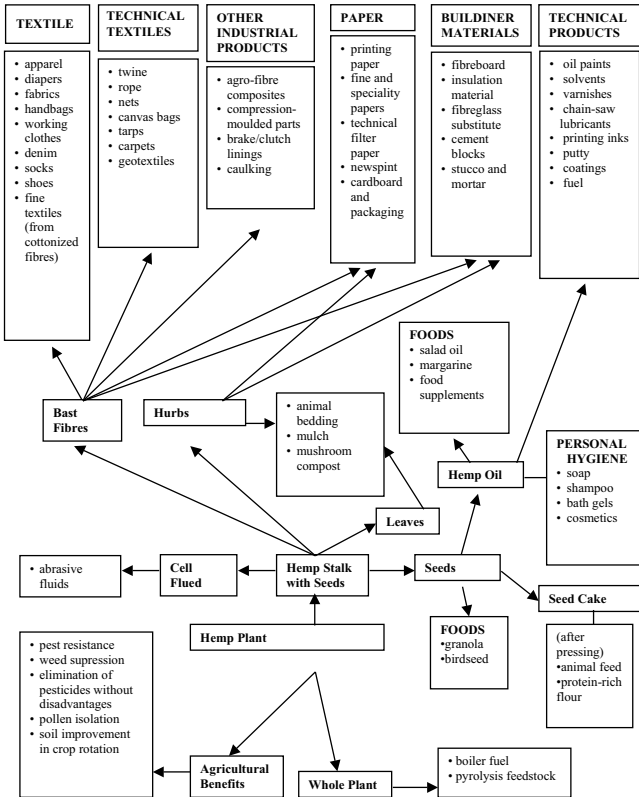 TEXTILE
• apparel
• diapers
• fabrics
• handbags
• working
clothes
• denim
• socks
• shoes
• fine
textiles
(from
cottonized
fibres)
TECHNICAL
TEXTILES
• twine
• rope
• nets
• canvas bags
• tarps
• carpets
• geotextiles
OTHER
INDUSTRIAL
PRODUCTS
• agro-fibre
composites
• compression-
moulded parts
• brake/clutch
linings
• caulking
PAPER
• printing
paper
• fine and
speciality
papers
• technical
filter
paper
• newspint
• cardboard
and
packaging
BUILDINER
MATERIALS
• fibreboard
• insulation
material
• fibreglass
substitute
• cement
blocks
• stucco and
mortar
TECHNICAL
PRODUCTS
• oil paints
• solvents
• varnishes
• chain-saw
lubricants
• printing inks
• putty
• coatings
• fuel
Bast
Fibres
Hurbs
• animal
bedding
• mulch
• mushroom
compost
FOODS
• salad oil
• margarine
• food
supplements
Hemp Oil
PERSONAL
HYGIENE
• soap
• shampoo
• bath gels
• cosmetics
Leaves
• abrasive
fluids
Cell
Flued
Hemp Stalk
with Seeds
Seeds
Seed Cake
Hemp Plant
FOODS
•granola
•birdseed
(after
pressing)
•animal feed
•protein-rich
flour
• pest resistance
• weed supression
• elimination of
pesticides without
disadvantages
• pollen isolation
• soil improvement
in crop rotation
Agricultural
Benefits
Whole Plant
• boiler fuel
• pyrolysis feedstock